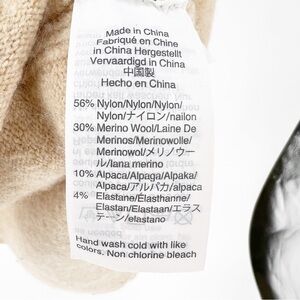 Made in China
Fabriqué en Chine
in China Hergestellt
Vervaardigd in China
中国製
Hecho en China
56% Nylon/Nylon/Nylon/
Nylon/ナイロン/nailon
30% Merino Wool/Laine De
Merinos/Merinowolle/
Merinowol/メリノウー
ル/lana merino
10% Alpaca/Alpaga/Alpaka/
Alpaca/アルパカ/alpaca
4% Elastane/Élasthanne/
Elastan/Elastaan/エラス
テーン/elastano
Hand wash cold with like
colors. Non chlorine bleach